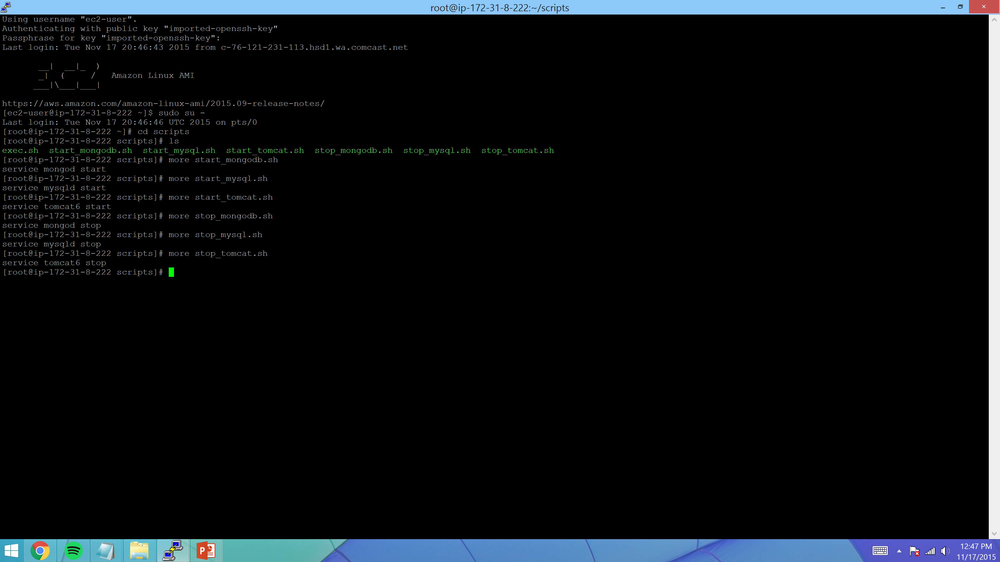 root@ip-172-31-8-222:~/scripts
Using username "ec2-user".
Authenticating with public key "imported-openssh-key"
Passphrase for key "imported-openssh-key":
Last login: Tue Nov 17 20:46:43 2015 from c-76-121-231-113.hsd1.wa.comcast.net
       __|  __|_  )
       _|  (     /   Amazon Linux AMI
      ___|\___|___|
https://aws.amazon.com/amazon-linux-ami/2015.09-release-notes/
[ec2-user@ip-172-31-8-222 ~]$ sudo su -
Last login: Tue Nov 17 20:46:46 UTC 2015 on pts/0
[root@ip-172-31-8-222 ~]# cd scripts
[root@ip-172-31-8-222 scripts]# ls
exec.sh  start_mongodb.sh  start_mysql.sh  start_tomcat.sh  stop_mongodb.sh  stop_mysql.sh  stop_tomcat.sh
[root@ip-172-31-8-222 scripts]# more start_mongodb.sh
service mongod start
[root@ip-172-31-8-222 scripts]# more start_mysql.sh
service mysqld start
[root@ip-172-31-8-222 scripts]# more start_tomcat.sh
service tomcat6 start
[root@ip-172-31-8-222 scripts]# more stop_mongodb.sh
service mongod stop
[root@ip-172-31-8-222 scripts]# more stop_mysql.sh
service mysqld stop
[root@ip-172-31-8-222 scripts]# more stop_tomcat.sh
service tomcat6 stop
[root@ip-172-31-8-222 scripts]#
P
12:47 PM
11/17/2015